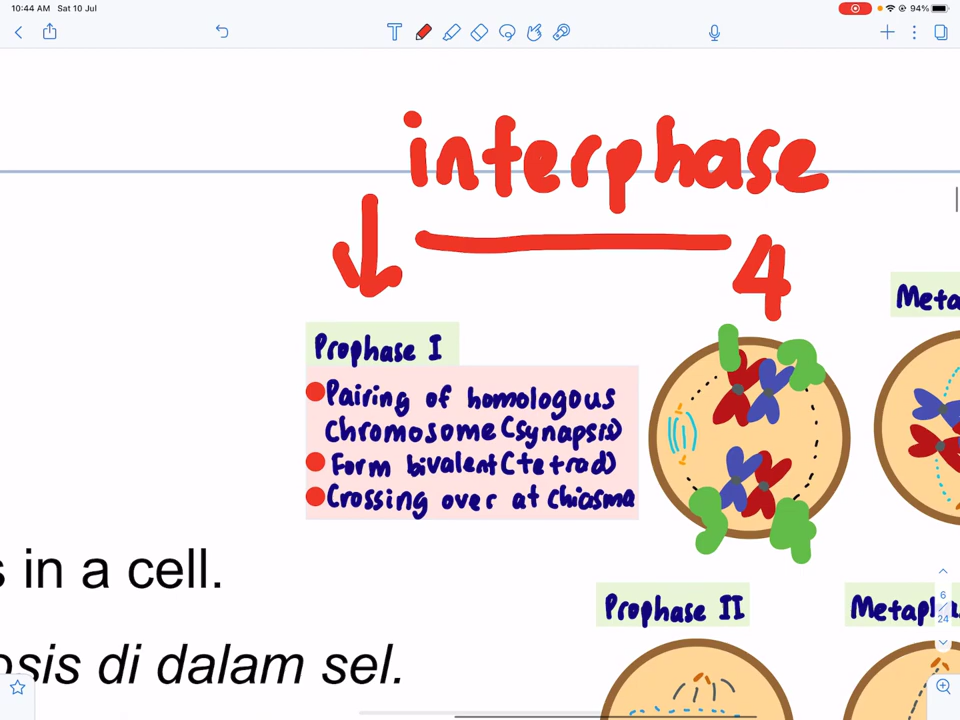 10:44 AM Sat 10 Jul
94%
interphase
4
Meta
Prophase I
Pairing of homologous
Chromosome (synapsis)
Form bivalent (tetrad)
Crossing over at chiasma
s in a cell.
Prophase II
Metaph
osis di dalam sel.
6
24